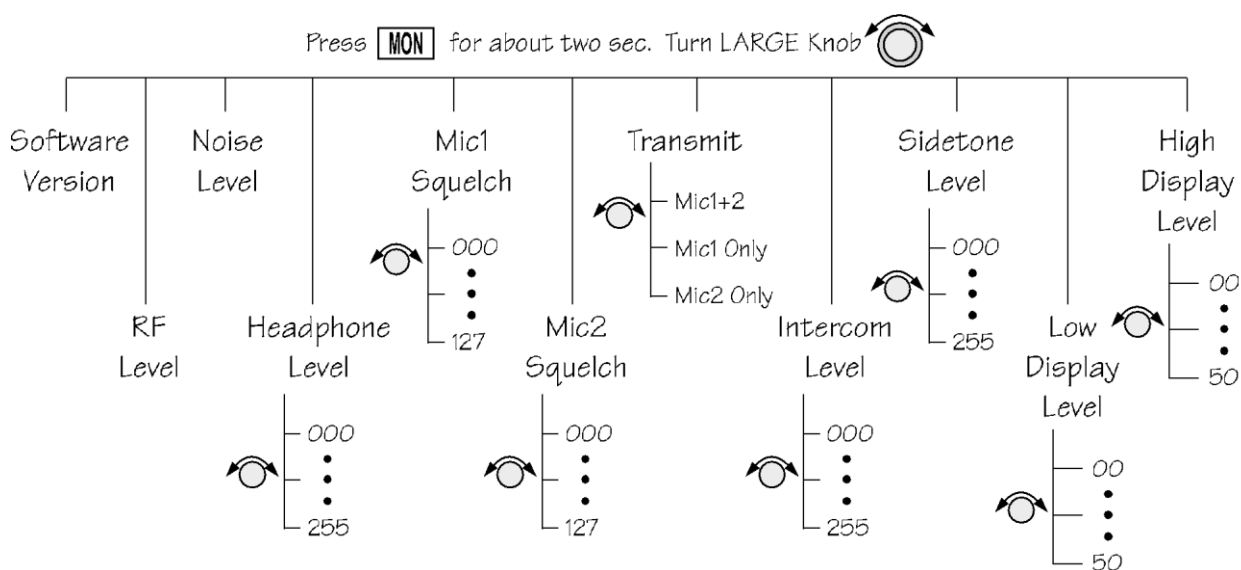 Press MON for about two sec. Turn LARGE Knob
Software
Version
RF
Level
Noise
Level
Headphone
Level
000
255
Mic1
Squelch
000
127
Mic2
Squelch
000
127
Transmit
Mic1+2
Mic1 Only
Mic2 Only
Intercom
Level
000
255
Sidetone
Level
000
255
Low
Display
Level
00
50
High
Display
Level
00
50